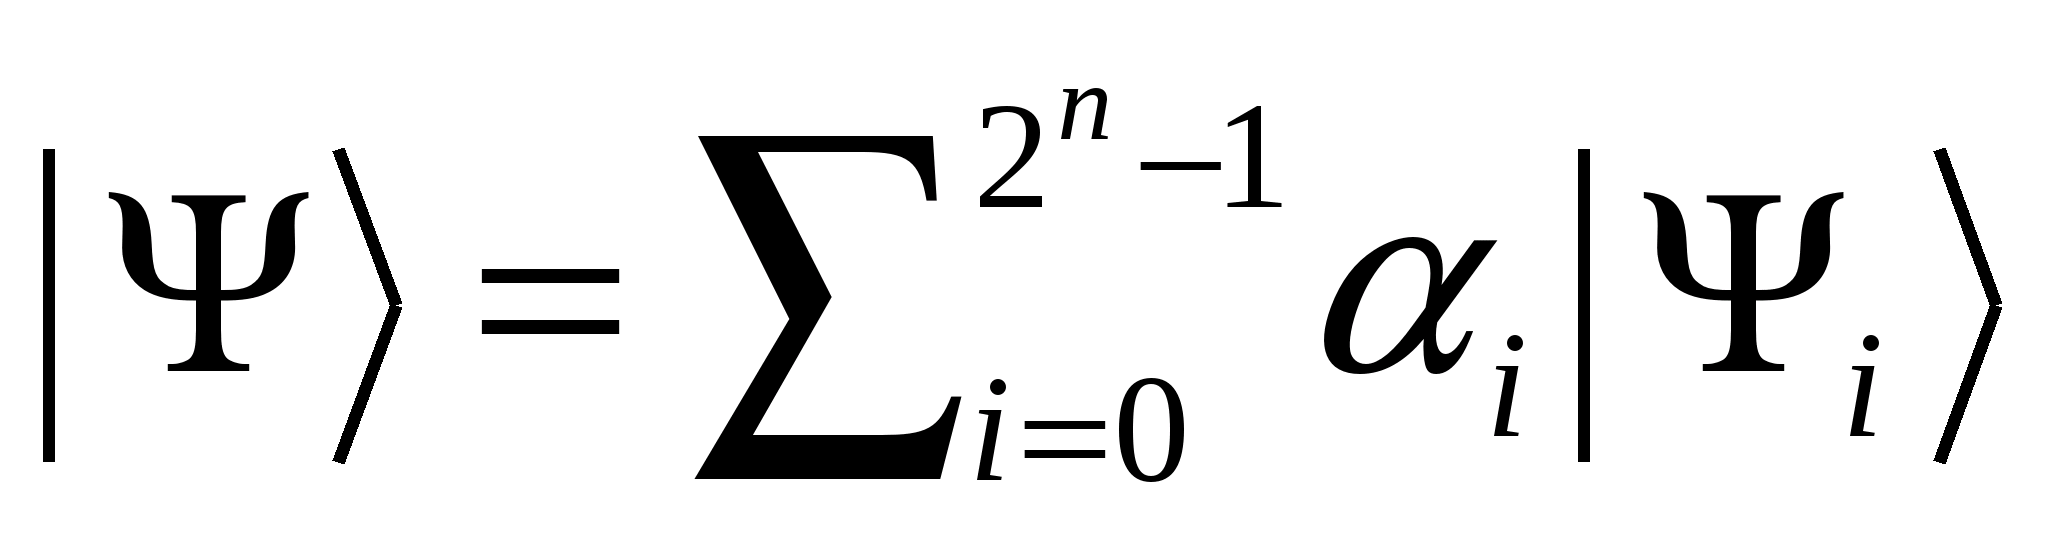 |Ψ⟩ = ∑_{i=0}^{2^n−1} α_i |Ψ_i⟩